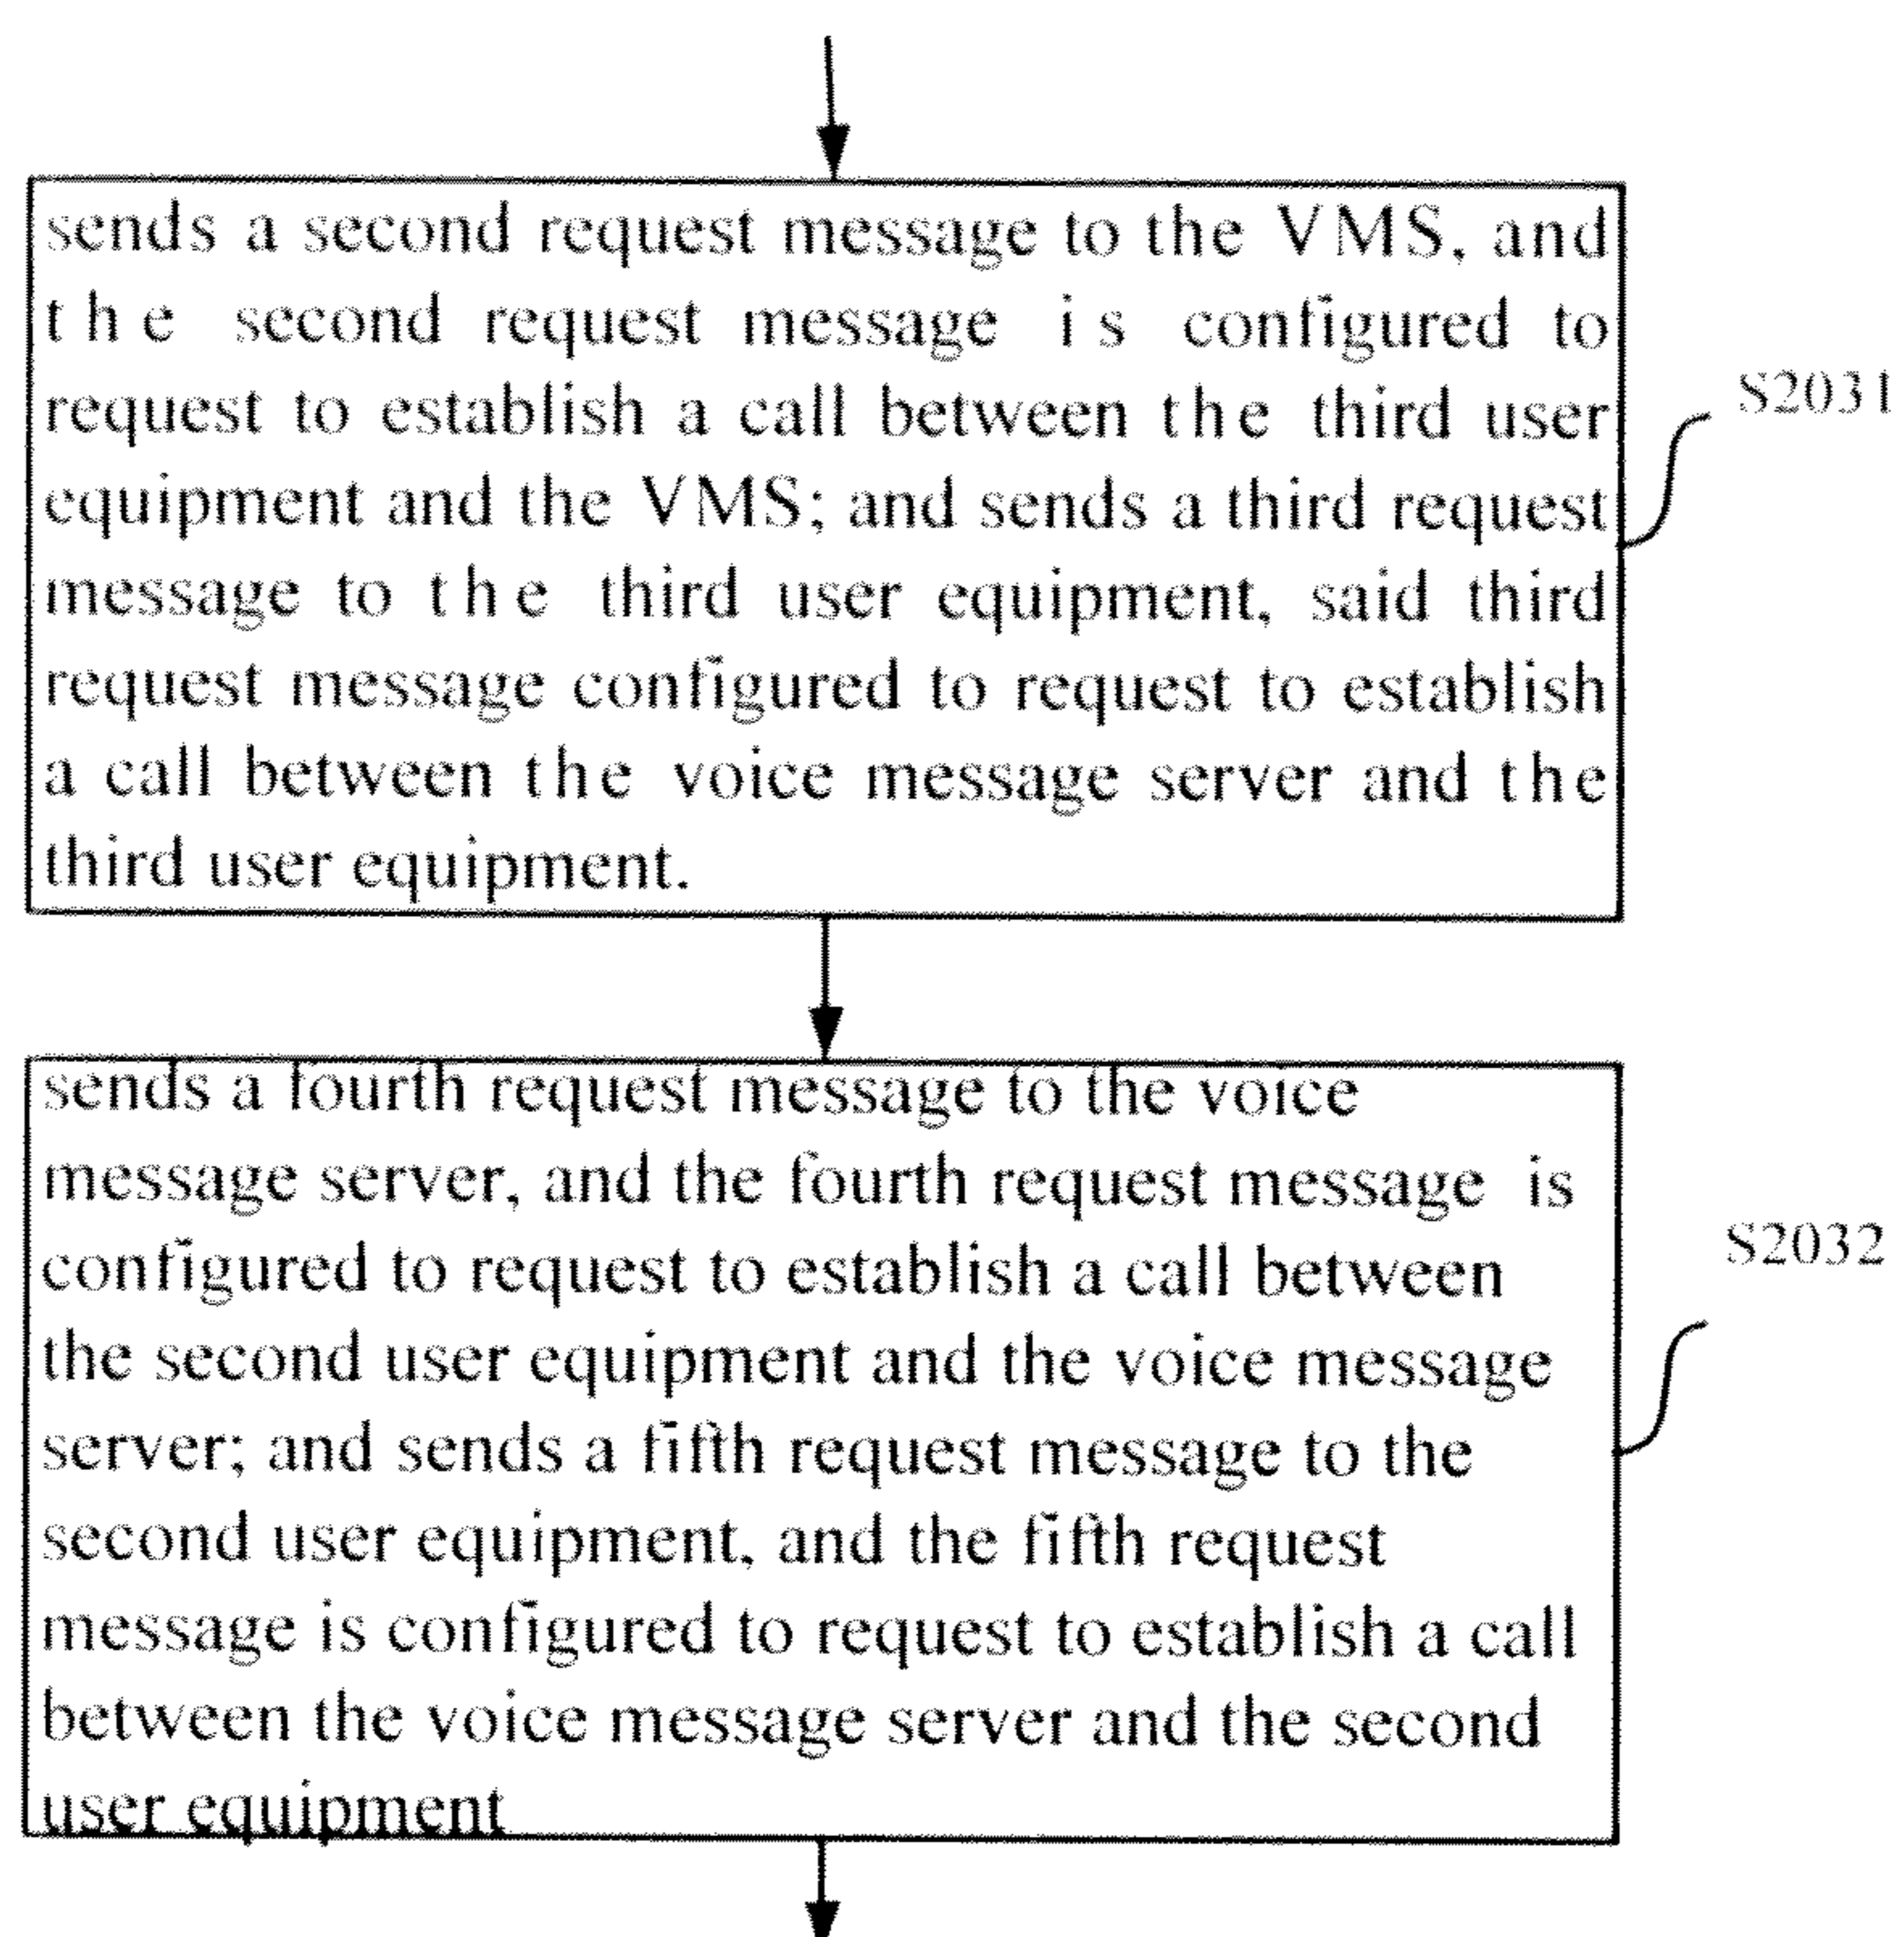 sends a second request message to the VMS, and
the second request message is configured to
request to establish a call between the third user
equipment and the VMS; and sends a third request
message to the third user equipment, said third
request message configured to request to establish
a call between the voice message server and the
third user equipment.
S2031
sends a fourth request message to the voice
message server, and the fourth request message is
configured to request to establish a call between
the second user equipment and the voice message
server; and sends a fifth request message to the
second user equipment, and the fifth request
message is configured to request to establish a call
between the voice message server and the second
user equipment
S2032